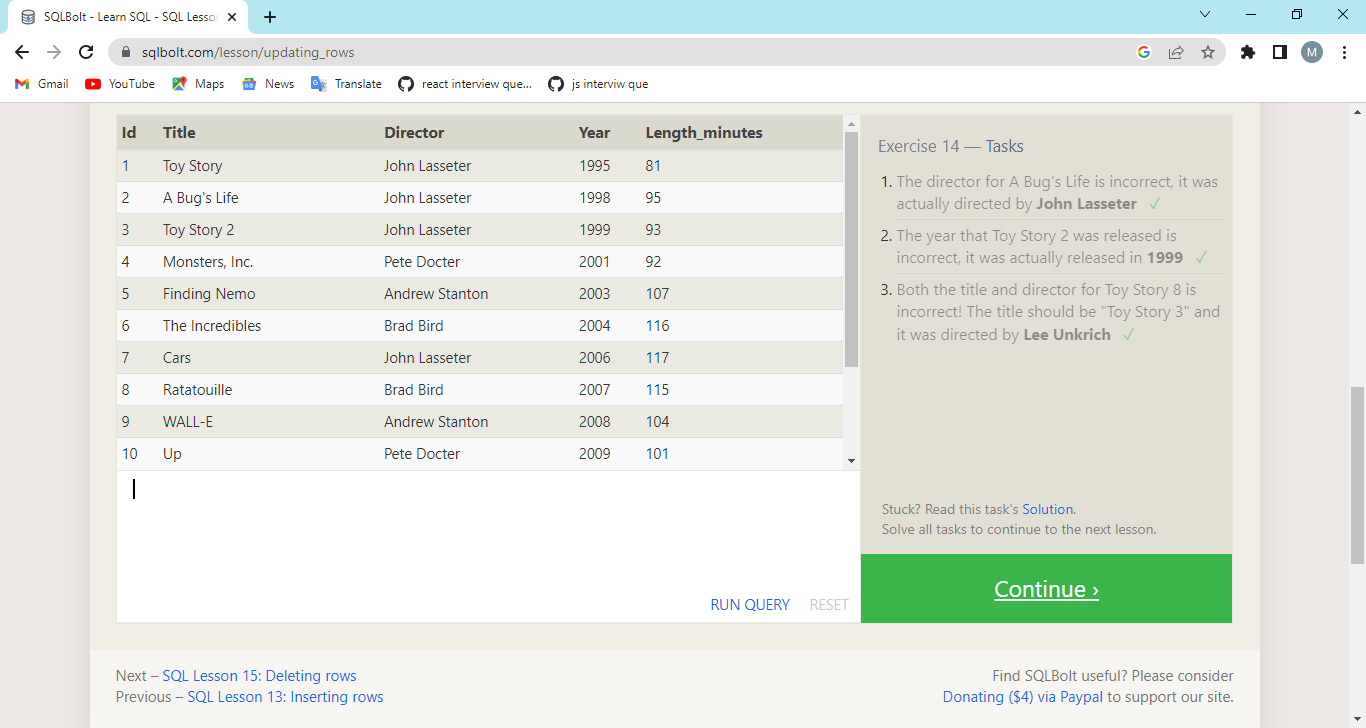 SQLBolt - Learn SQL - SQL Lesson
sqlbolt.com/lesson/updating_rows
M
Gmail YouTube Maps News Translate react interview que... js interviw que
Id Title Director Year Length_minutes
1 Toy Story John Lasseter 1995 81
2 A Bug's Life John Lasseter 1998 95
3 Toy Story 2 John Lasseter 1999 93
4 Monsters, Inc. Pete Docter 2001 92
5 Finding Nemo Andrew Stanton 2003 107
6 The Incredibles Brad Bird 2004 116
7 Cars John Lasseter 2006 117
8 Ratatouille Brad Bird 2007 115
9 WALL-E Andrew Stanton 2008 104
10 Up Pete Docter 2009 101
RUN QUERY RESET
Exercise 14 — Tasks
1. The director for A Bug's Life is incorrect, it was
actually directed by John Lasseter ✓
2. The year that Toy Story 2 was released is
incorrect, it was actually released in 1999 ✓
3. Both the title and director for Toy Story 8 is
incorrect! The title should be "Toy Story 3" and
it was directed by Lee Unkrich ✓
Stuck? Read this task's Solution.
Solve all tasks to continue to the next lesson.
Continue ›
Next – SQL Lesson 15: Deleting rows
Previous – SQL Lesson 13: Inserting rows
Find SQLBolt useful? Please consider
Donating ($4) via Paypal to support our site.